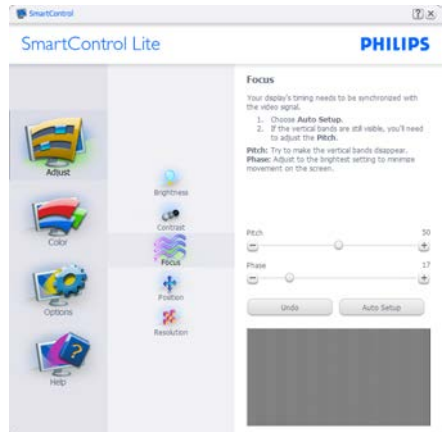 SmartControl
SmartControl Lite
PHILIPS
Adjust
Color
Options
Help
Brightness
Contrast
Focus
Position
Resolution
Focus
Your display's timing needs to be synchronized with
the video signal.
1. Choose Auto Setup.
2. If the vertical bands are still visible, you'll need
to adjust the Pitch.
Pitch: Try to make the vertical bands disappear.
Phase: Adjust to the brightest setting to minimize
movement on the screen.
Pitch 50
Phase 17
Undo Auto Setup